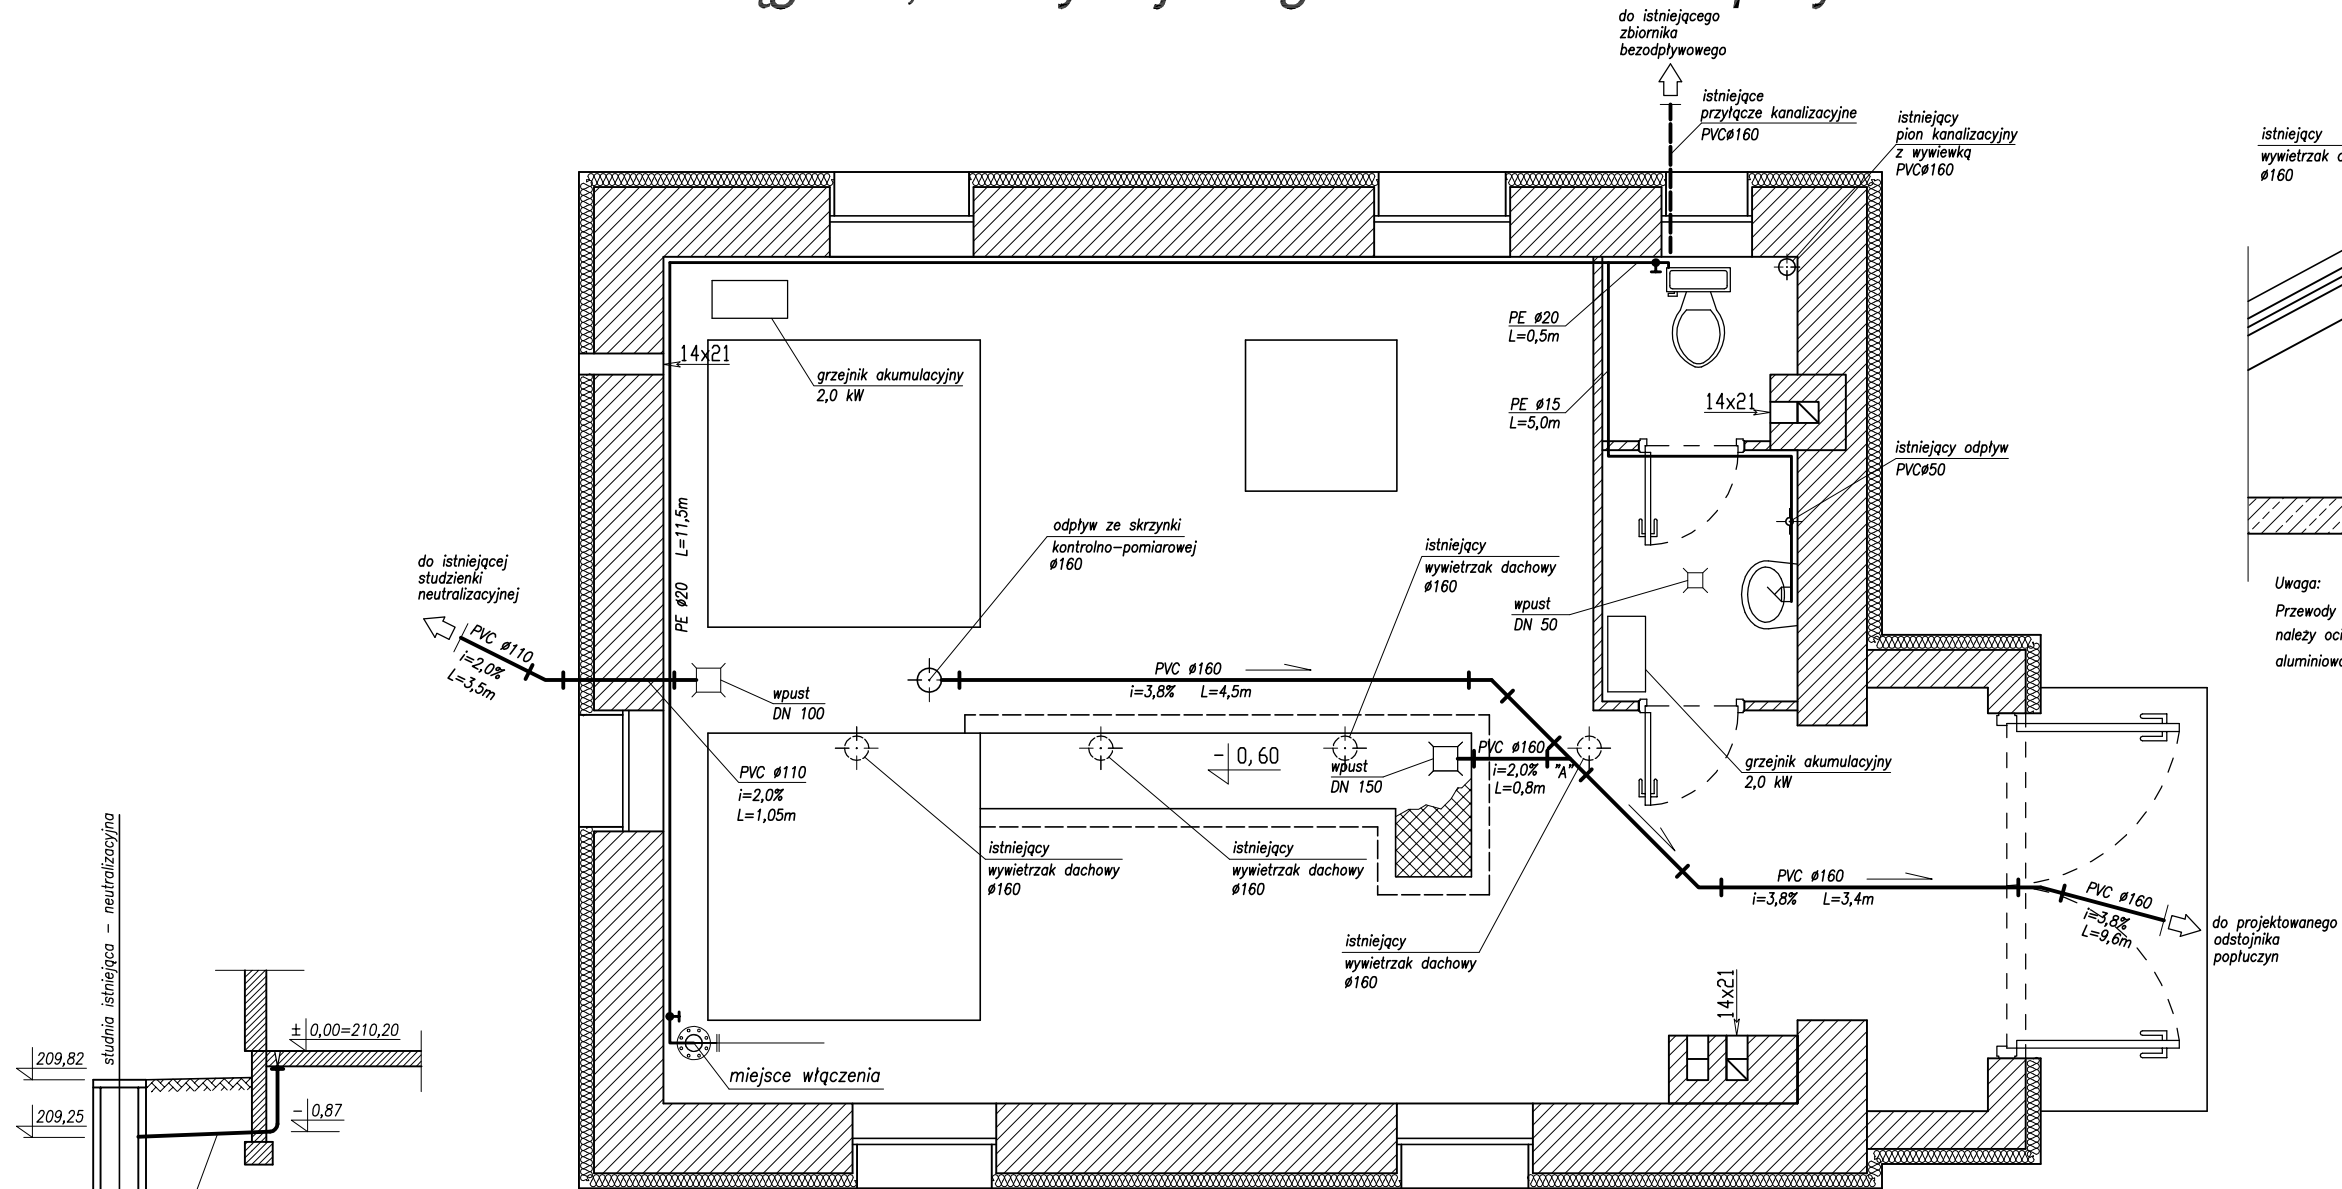 do istniejącego
zbiornika
bezodpływowego
istniejące
przyłącze kanalizacyjne
PVCø160
istniejący
pion kanalizacyjny
z wywiewką
PVCø160
istniejący
ø160
14x21
grzejnik akumulacyjny
2,0 kW
PE ø20
L=0,5m
PE ø15
L=5,0m
14x21
istniejący odpływ
PVCø50
PE ø20 L=11,5m
odpływ ze skrzynki
kontrolno-pomiarowej
ø160
istniejący
wywietrzak dachowy
ø160
do istniejącej
studzienki
neutralizacyjnej
PVC ø110
i=2,0%
L=3,5m
wpust
DN 50
Uwaga:
Przewody
wpust
DN 100
PVC ø160
i=3,8% L=4,5m
PVC ø110
i=2,0%
L=1,05m
-0,60
wpust
DN 150
PVC ø160
i=2,0%
L=0,8m
"A"
grzejnik akumulacyjny
2,0 kW
istniejący
wywietrzak dachowy
ø160
istniejący
wywietrzak dachowy
ø160
istniejący
wywietrzak dachowy
ø160
PVC ø160
i=3,8% L=3,4m
PVC ø160
i=3,8%
L=9,6m
do projektowanego
odstojnika
popłuczyn
14x21
miejsce włączenia
studnia istniejąca - neutralizacyjna
±0,00=210,20
209,82
209,25
-0,87